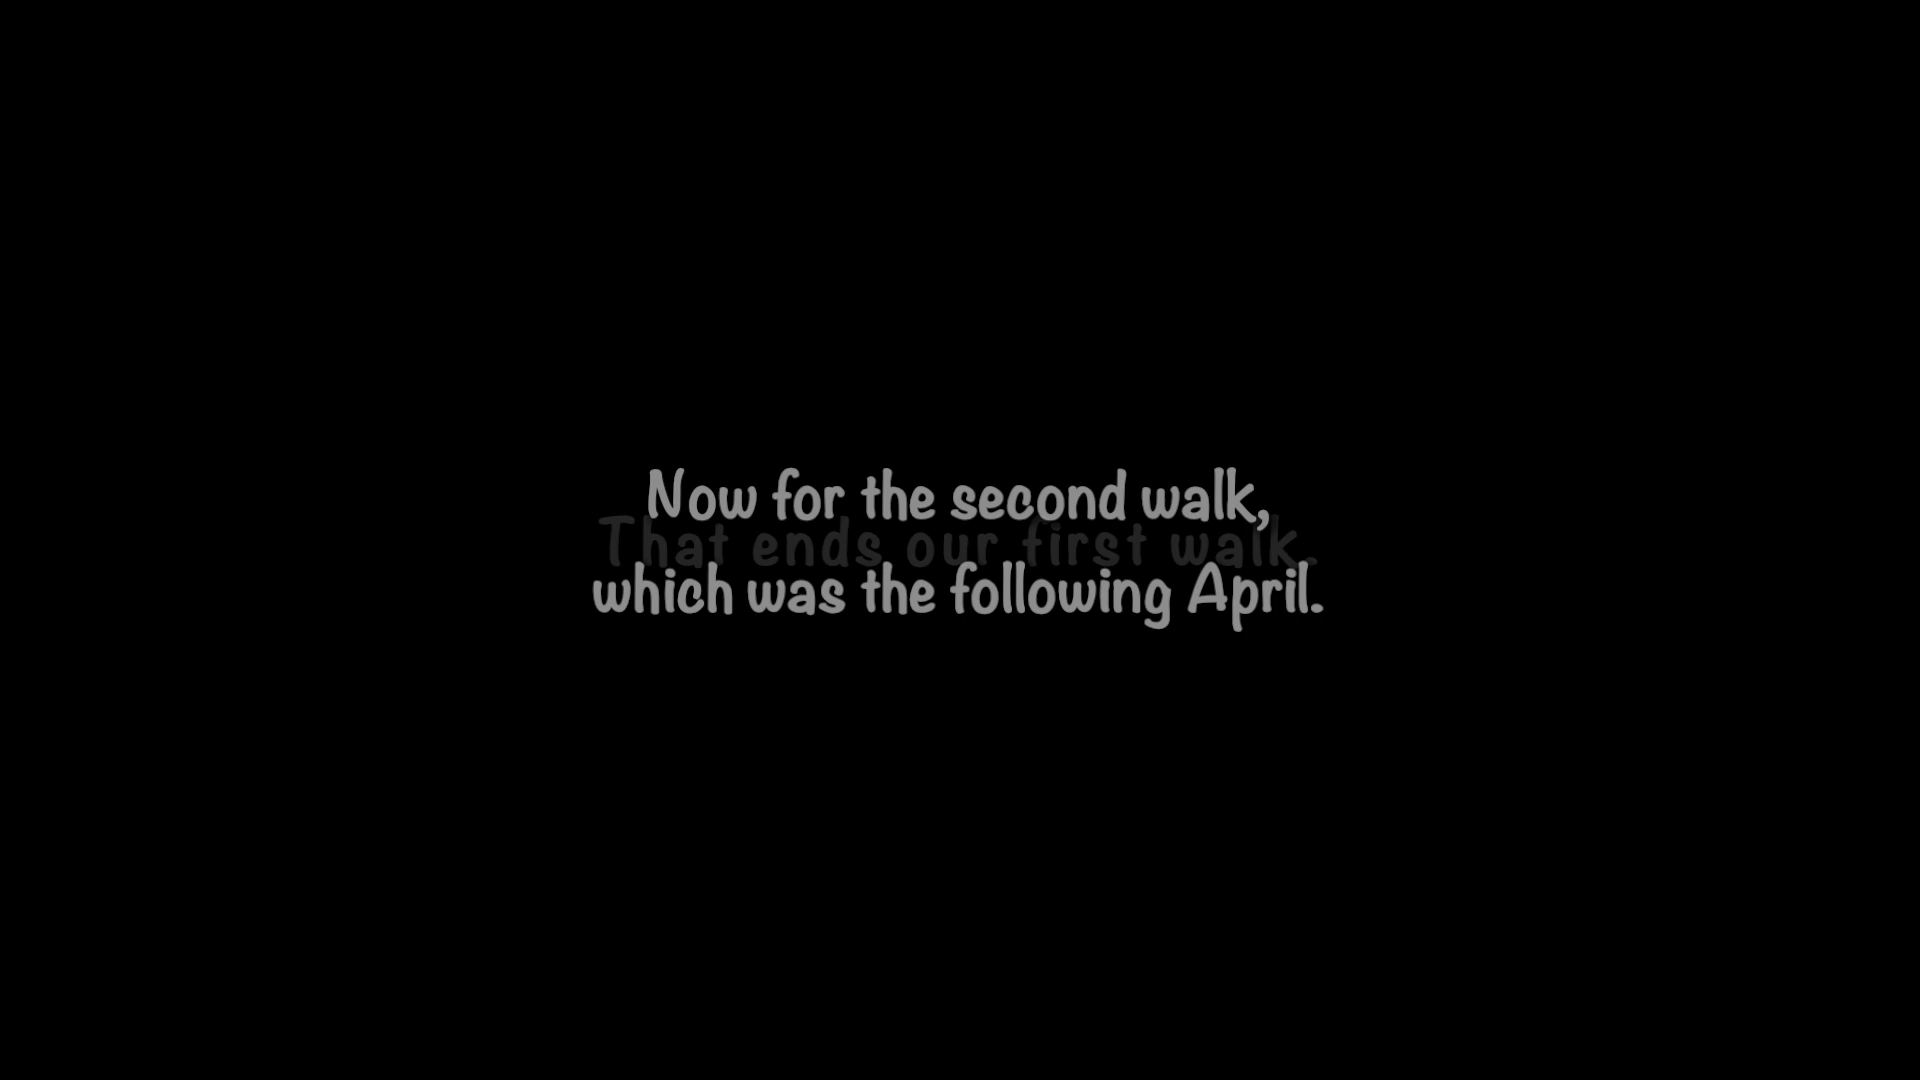 Now for the second walk,
That ends our first walk.
which was the following April.